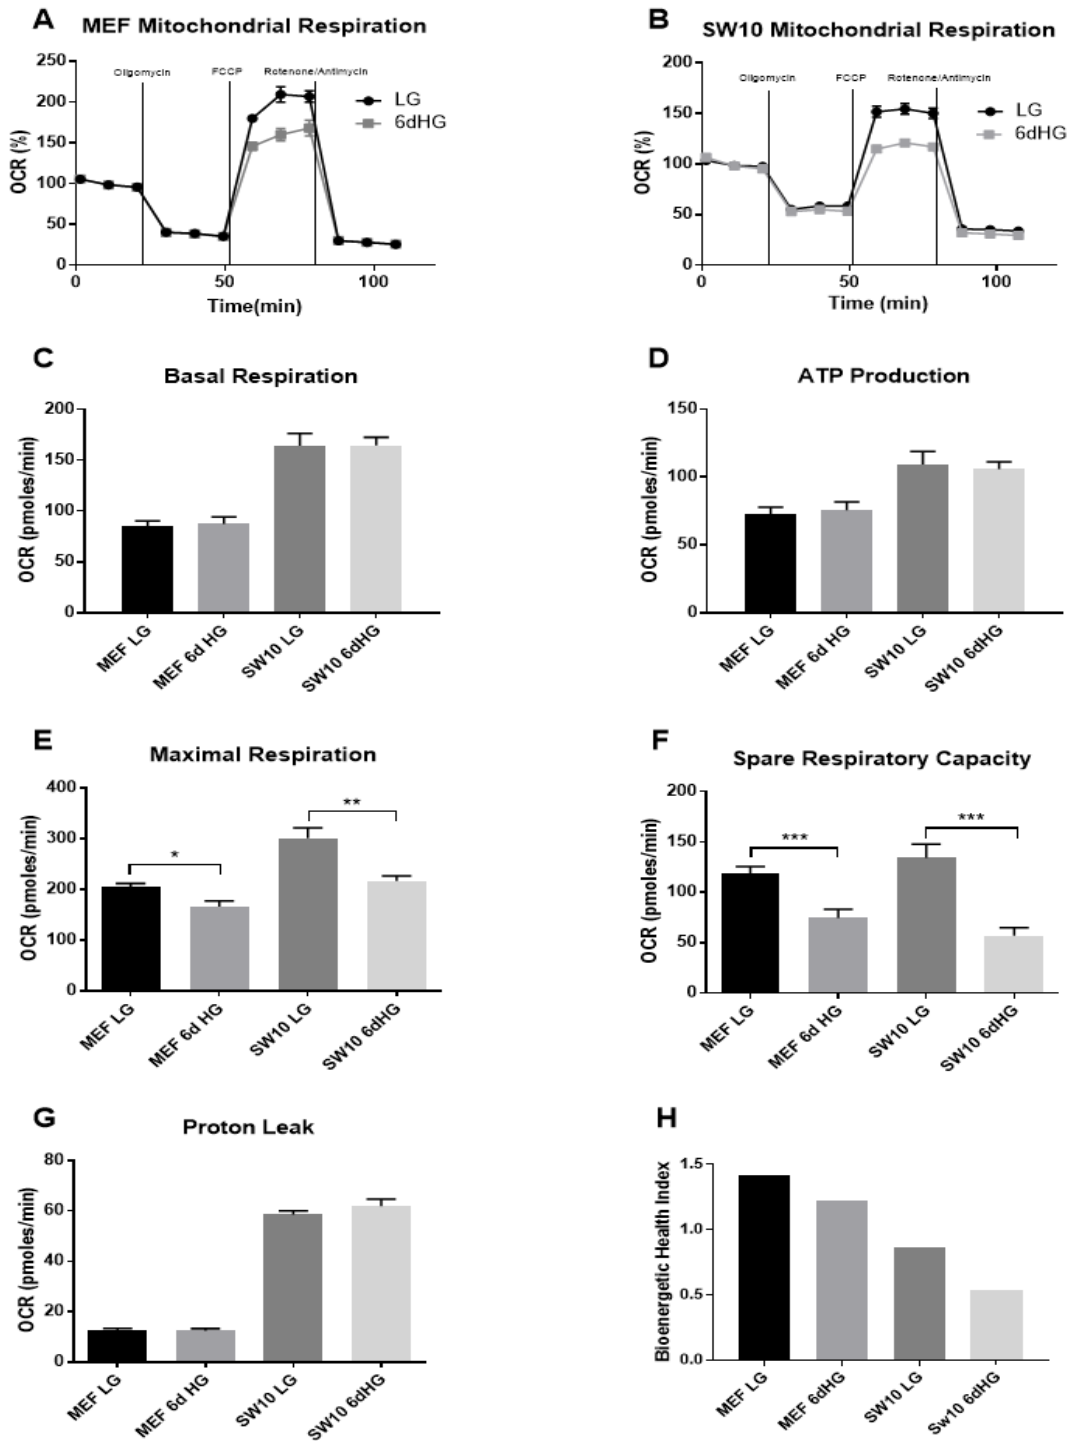 A
MEF Mitochondrial Respiration
Oligomycin
FCCP
Rotenone/Antimycin
250
200
150
100
50
0
OCR (%)
LG
6dHG
0
50
100
Time(min)
B
SW10 Mitochondrial Respiration
Oligomycin
FCCP
Rotenone/Antimycin
200
150
100
50
0
OCR (%)
LG
6dHG
0
50
100
Time (min)
C
Basal Respiration
200
150
100
50
0
OCR (pmoles/min)
MEF LG
MEF 6d HG
SW10 LG
SW10 6dHG
D
ATP Production
150
100
50
0
OCR (pmoles/min)
MEF LG
MEF 6d HG
SW10 LG
SW10 6dHG
E
Maximal Respiration
400
300
200
100
0
OCR (pmoles/min)
*
**
MEF LG
MEF 6d HG
SW10 LG
SW10 6dHG
F
Spare Respiratory Capacity
200
150
100
50
0
OCR (pmoles/min)
***
***
MEF LG
MEF 6d HG
SW10 LG
SW10 6dHG
G
Proton Leak
80
60
40
20
0
OCR (pmoles/min)
MEF LG
MEF 6d HG
SW10 LG
SW10 6dHG
H
1.5
1.0
0.5
0.0
Bioenergetic Health Index
MEF LG
MEF 6dHG
SW10 LG
Sw10 6dHG